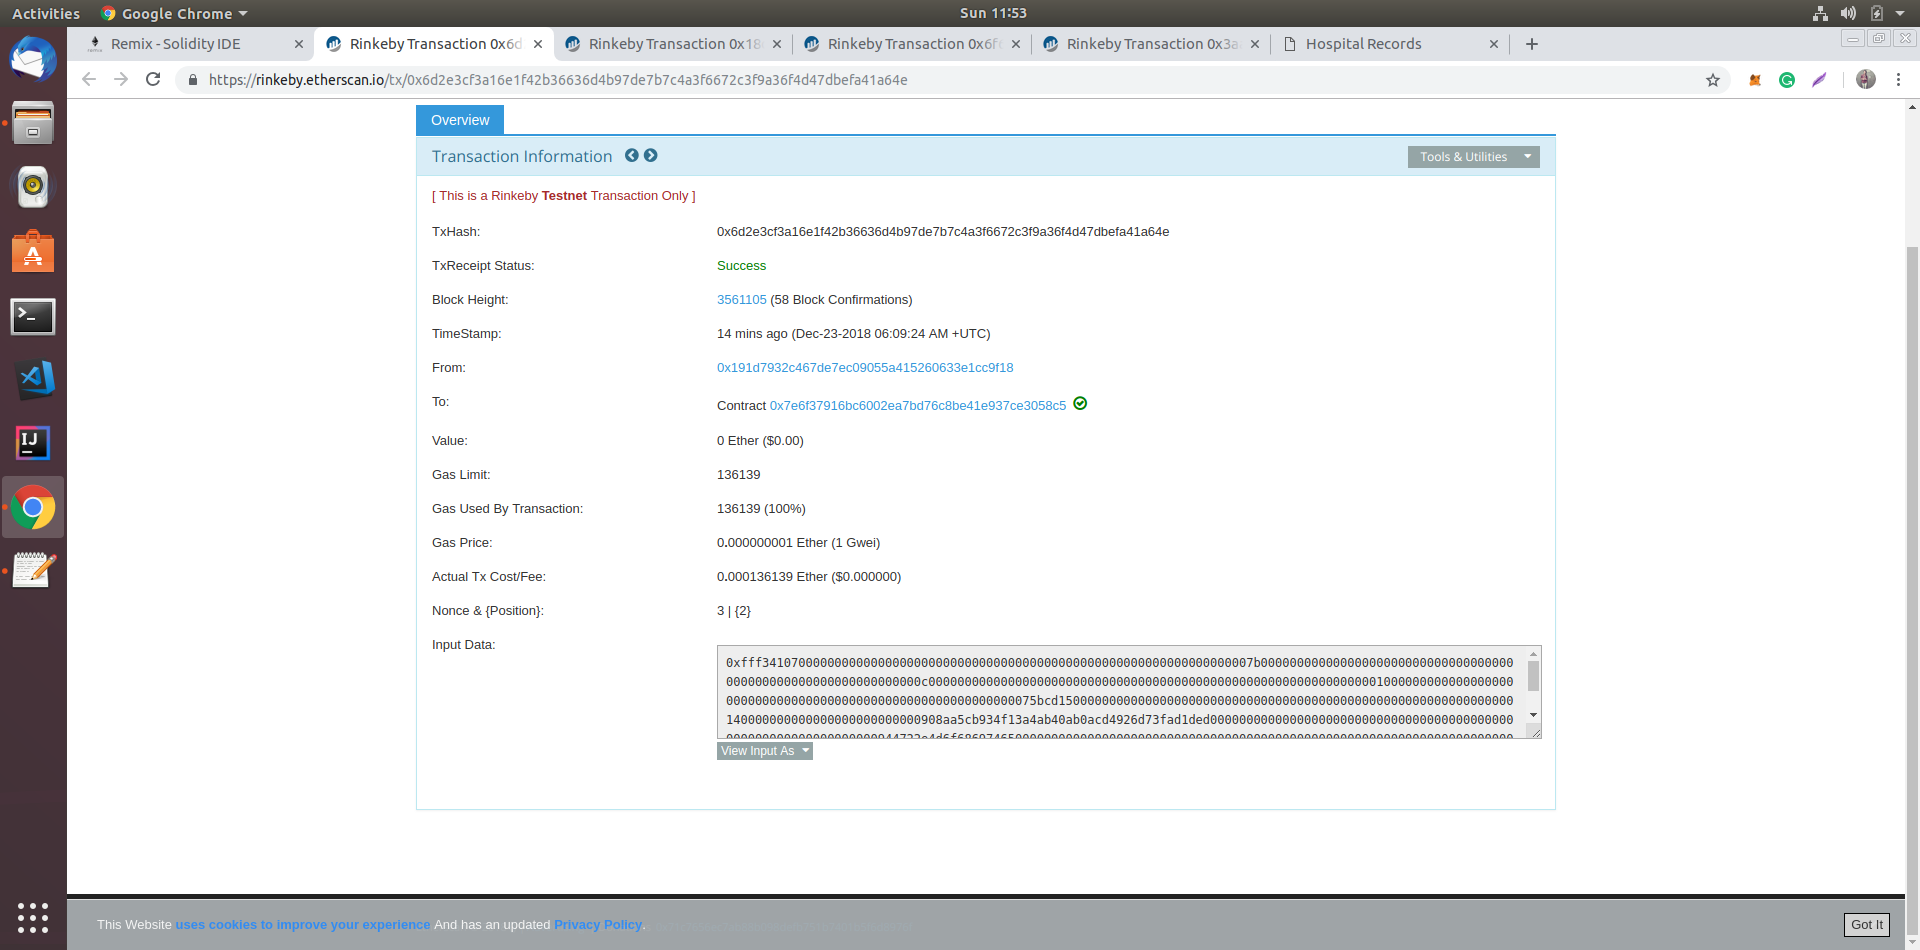 Activities
Google Chrome
Sun 11:53
Remix - Solidity IDE
Rinkeby Transaction 0x6d
Rinkeby Transaction 0x18
Rinkeby Transaction 0x6f
Rinkeby Transaction 0x3a
Hospital Records
https://rinkeby.etherscan.io/tx/0x6d2e3cf3a16e1f42b36636d4b97de7b7c4a3f6672c3f9a36f4d47dbefa41a64e
Overview
Transaction Information
Tools & Utilities
[ This is a Rinkeby Testnet Transaction Only ]
TxHash: 0x6d2e3cf3a16e1f42b36636d4b97de7b7c4a3f6672c3f9a36f4d47dbefa41a64e
TxReceipt Status: Success
Block Height: 3561105 (58 Block Confirmations)
TimeStamp: 14 mins ago (Dec-23-2018 06:09:24 AM +UTC)
From: 0x191d7932c467de7ec09055a415260633e1cc9f18
To: Contract 0x7e6f37916bc6002ea7bd76c8be41e937ce3058c5
Value: 0 Ether ($0.00)
Gas Limit: 136139
Gas Used By Transaction: 136139 (100%)
Gas Price: 0.000000001 Ether (1 Gwei)
Actual Tx Cost/Fee: 0.000136139 Ether ($0.000000)
Nonce & {Position}: 3 | {2}
Input Data:
View Input As
This Website uses cookies to improve your experience And has an updated Privacy Policy.
Got It